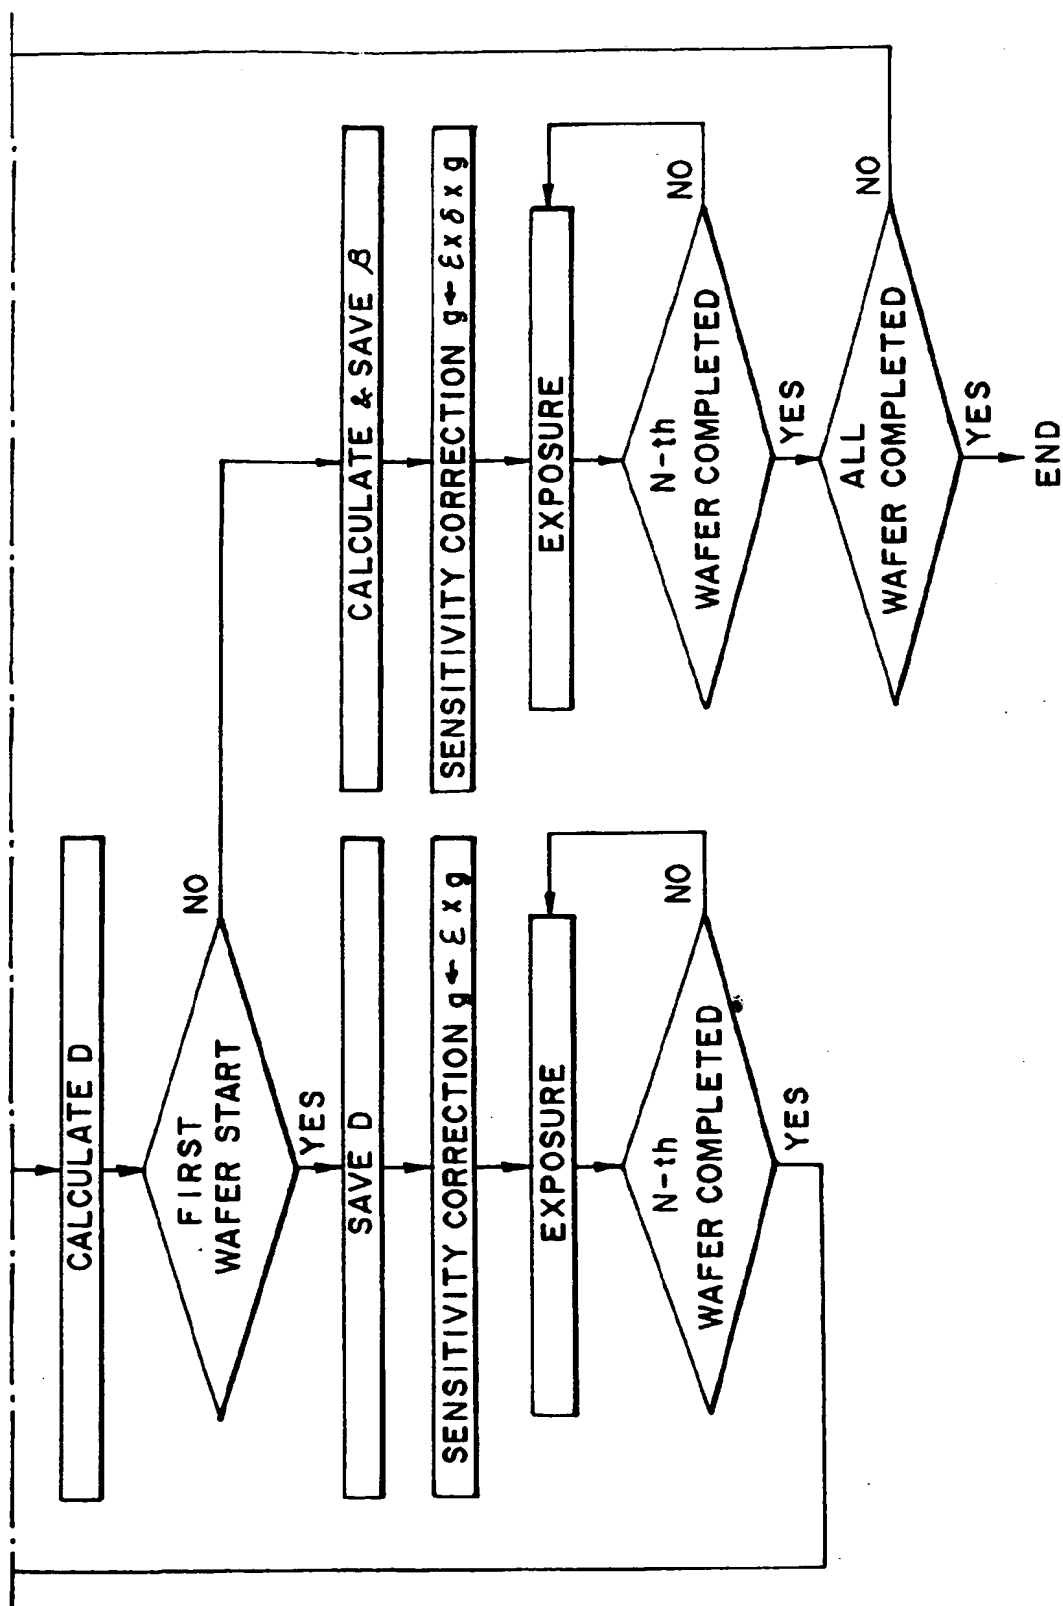 CALCULATE D
FIRST
WAFER START
NO
YES
SAVE D
SENSITIVITY CORRECTION g ← ε x g
EXPOSURE
N-th
WAFER COMPLETED
NO
YES
CALCULATE & SAVE β
SENSITIVITY CORRECTION g ← ε x δ x g
EXPOSURE
N-th
WAFER COMPLETED
NO
YES
ALL
WAFER COMPLETED
NO
YES
END